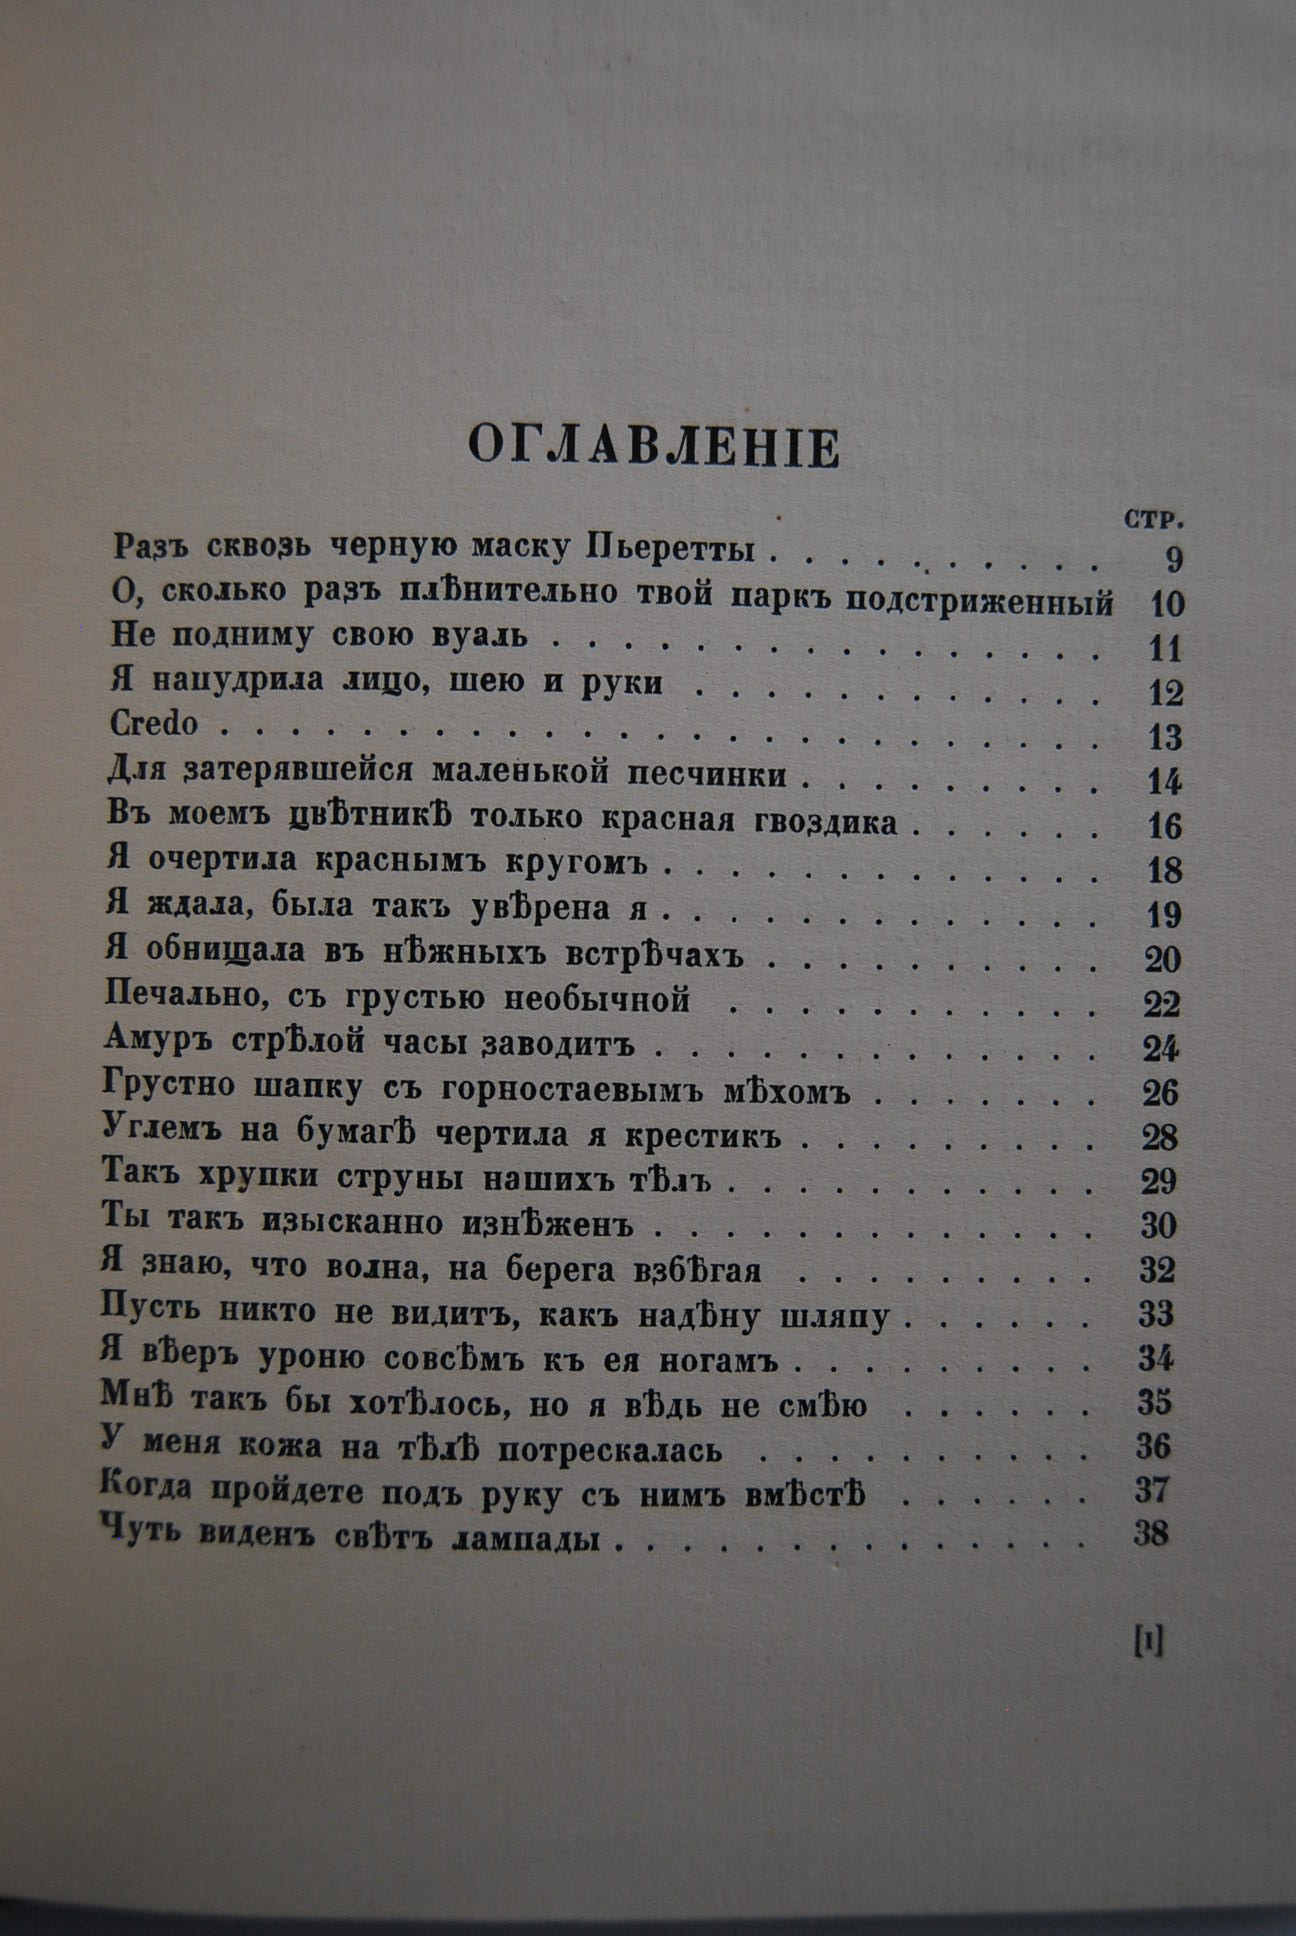 ОГЛАВЛЕНІЕ
СТР.
Разъ сквозь черную маску Пьеретты . . . . . . . . . . 9
О, сколько разъ плѣнительно твой паркъ подстриженный 10
Не подниму свою вуаль . . . . . . . . . . . . . . . . 11
Я напудрила лицо, шею и руки . . . . . . . . . . . . 12
Credo . . . . . . . . . . . . . . . . . . . . . . . . . 13
Для затерявшейся маленькой песчинки . . . . . . . . . 14
Въ моемъ цвѣтникѣ только красная гвоздика . . . . . . 16
Я очертила краснымъ кругомъ . . . . . . . . . . . . . 18
Я ждала, была такъ увѣрена я . . . . . . . . . . . . . 19
Я обнищала въ нѣжныхъ встрѣчахъ . . . . . . . . . . 20
Печально, съ грустью необычной . . . . . . . . . . . 22
Амуръ стрѣлой часы заводитъ . . . . . . . . . . . . . 24
Грустно шапку съ горностаевымъ мѣхомъ . . . . . . . 26
Углемъ на бумагѣ чертила я крестикъ . . . . . . . . . 28
Такъ хрупки струны нашихъ тѣлъ . . . . . . . . . . . 29
Ты такъ изысканно изнѣженъ . . . . . . . . . . . . . 30
Я знаю, что волна, на берега взбѣгая . . . . . . . . . 32
Пусть никто не видитъ, какъ надѣну шляпу . . . . . . 33
Я вѣеръ уроню совсѣмъ къ ея ногамъ . . . . . . . . . 34
Мнѣ такъ бы хотѣлось, но я вѣдь не смѣю . . . . . . 35
У меня кожа на тѣлѣ потрескалась . . . . . . . . . . 36
Когда пройдете подъ руку съ нимъ вмѣстѣ . . . . . . 37
Чуть виденъ свѣтъ лампады . . . . . . . . . . . . . . 38
[I]